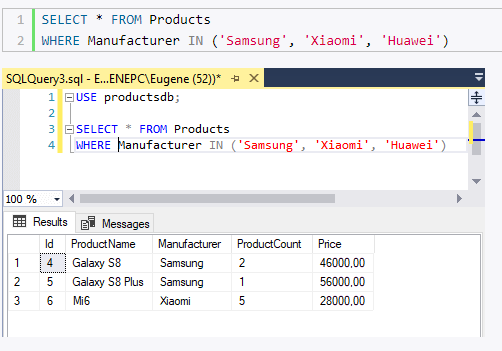 1 SELECT * FROM Products
2 WHERE Manufacturer IN ('Samsung', 'Xiaomi', 'Huawei')
SQLQuery3.sql - E...ENEPC\Eugene (52))*
1 USE productsdb;
2
3 SELECT * FROM Products
4 WHERE Manufacturer IN ('Samsung', 'Xiaomi', 'Huawei')
100 %
Results Messages
Id ProductName Manufacturer ProductCount Price
1 4 Galaxy S8 Samsung 2 46000,00
2 5 Galaxy S8 Plus Samsung 1 56000,00
3 6 Mi6 Xiaomi 5 28000,00